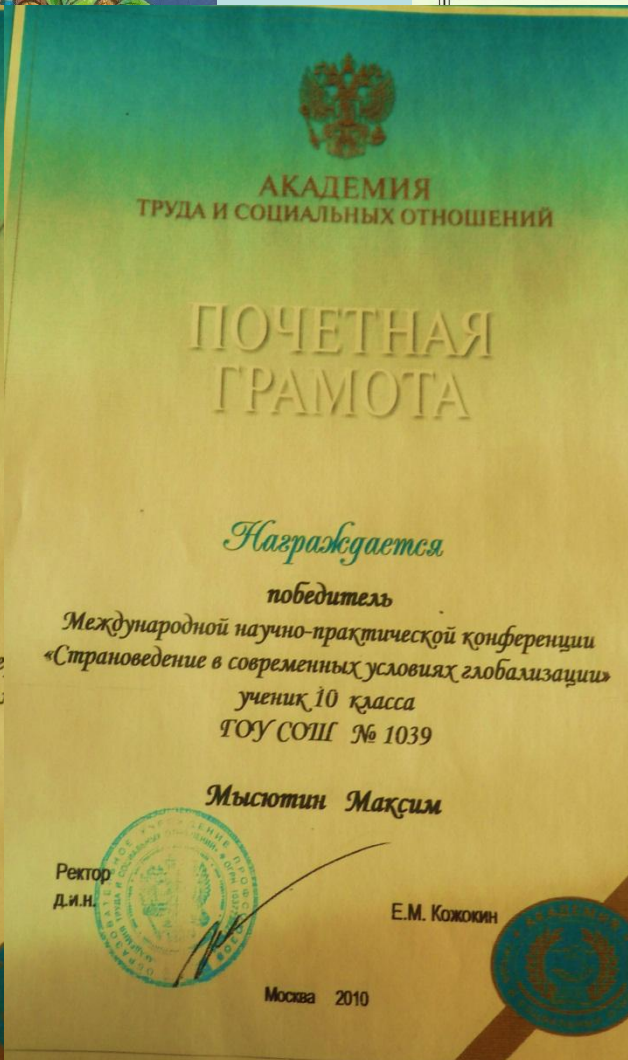 АКАДЕМИЯ
ТРУДА И СОЦИАЛЬНЫХ ОТНОШЕНИЙ
ПОЧЕТНАЯ
ГРАМОТА
Награждается
победитель
Международной научно-практической конференции
«Страноведение в современных условиях глобализации»
ученик 10 класса
ГОУ СОШ № 1039
Мысютин Максим
Ректор
д.и.н.
Е.М. Кожокин
Москва 2010
АКАДЕМИЯ